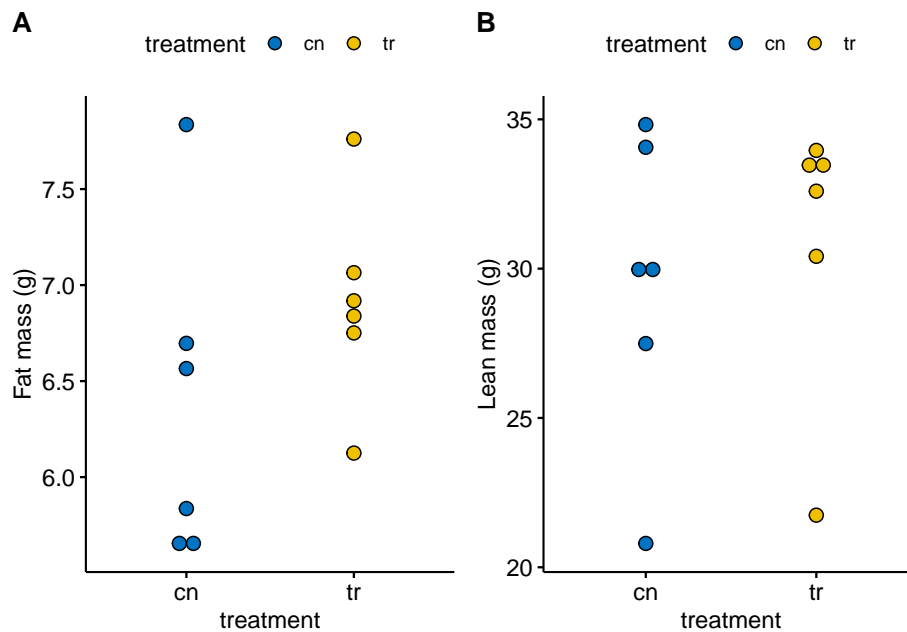 A
treatment cn tr
Fat mass (g)
7.5
7.0
6.5
6.0
cn tr
treatment
B
treatment cn tr
Lean mass (g)
35
30
25
20
cn tr
treatment